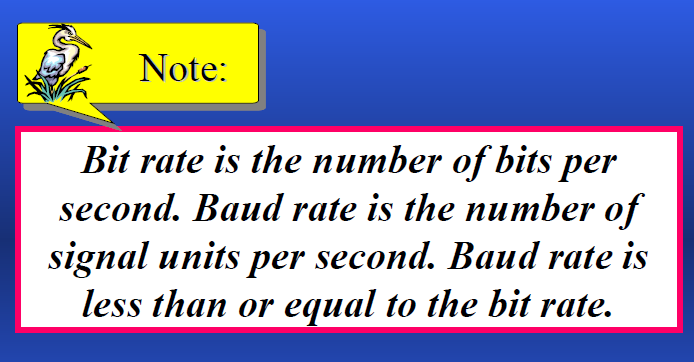 Note:
Bit rate is the number of bits per
second. Baud rate is the number of
signal units per second. Baud rate is
less than or equal to the bit rate.